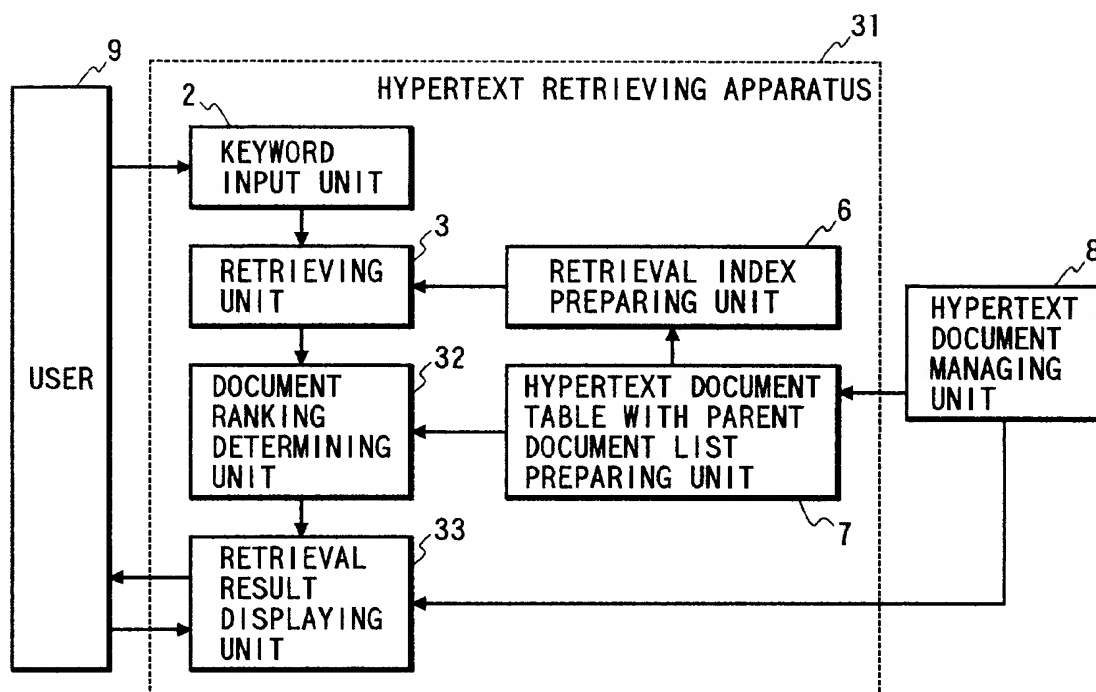 31
9
HYPERTEXT RETRIEVING APPARATUS
2
KEYWORD
INPUT UNIT
3
RETRIEVING
UNIT
6
RETRIEVAL INDEX
PREPARING UNIT
8
HYPERTEXT
DOCUMENT
MANAGING
UNIT
USER
32
DOCUMENT
RANKING
DETERMINING
UNIT
HYPERTEXT DOCUMENT
TABLE WITH PARENT
DOCUMENT LIST
PREPARING UNIT
7
33
RETRIEVAL
RESULT
DISPLAYING
UNIT